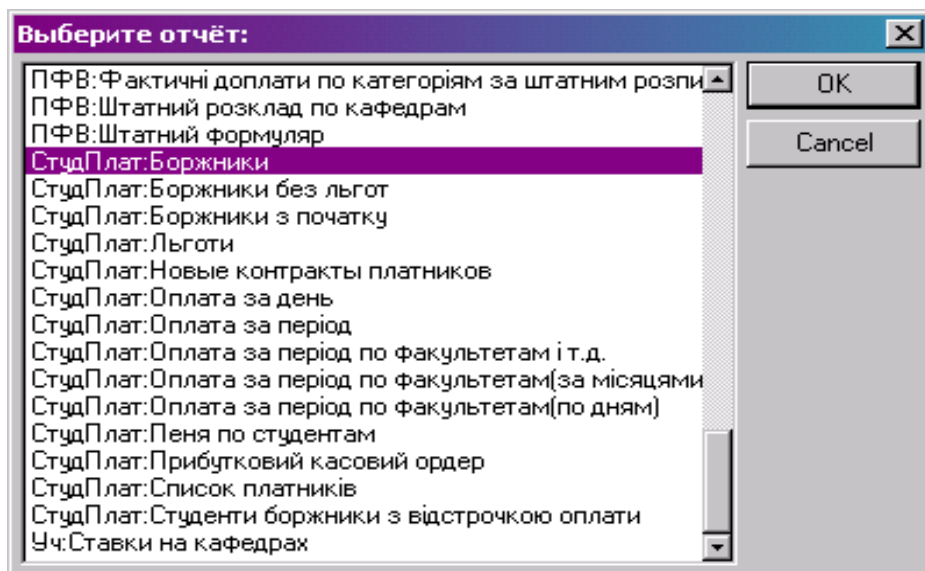 Выберите отчёт:
ПФВ:Фактичні доплати по категоріям за штатним розпи
OK
ПФВ:Штатний розклад по кафедрам
ПФВ:Штатний формуляр
Cancel
СтудПлат:Боржники
СтудПлат:Боржники без льгот
СтудПлат:Боржники з початку
СтудПлат:Льготи
СтудПлат:Новые контракты платников
СтудПлат:Оплата за день
СтудПлат:Оплата за період
СтудПлат:Оплата за період по факультетам і т.д.
СтудПлат:Оплата за період по факультетам(за місяцями
СтудПлат:Оплата за період по факультетам(по дням)
СтудПлат:Пеня по студентам
СтудПлат:Прибутковий касовий ордер
СтудПлат:Список платників
СтудПлат:Студенти боржники з відстрочкою оплати
Уч:Ставки на кафедрах